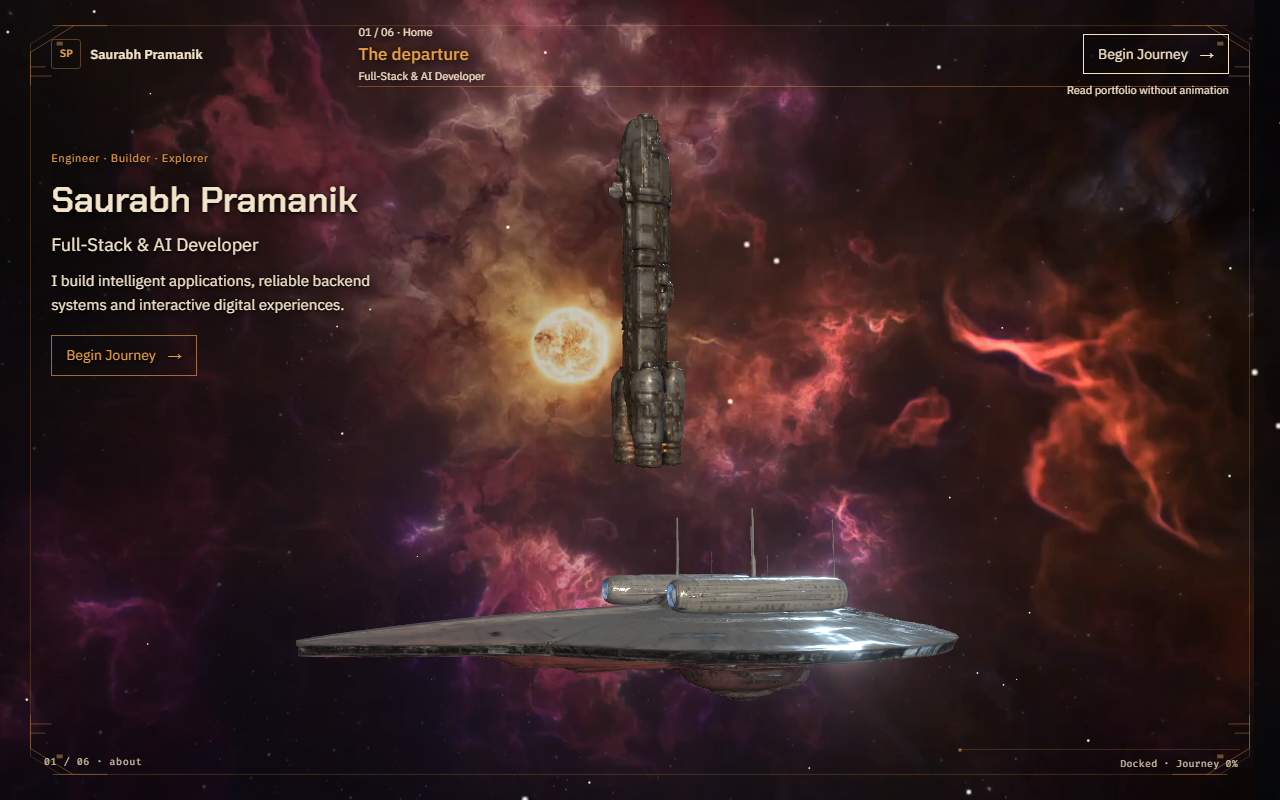 SP
Saurabh Pramanik
01 / 06 · Home
The departure
Full-Stack & AI Developer
Begin Journey →
Read portfolio without animation
Engineer · Builder · Explorer
Saurabh Pramanik
Full-Stack & AI Developer
I build intelligent applications, reliable backend
systems and interactive digital experiences.
Begin Journey →
01 / 06 · about
Docked · Journey 0%